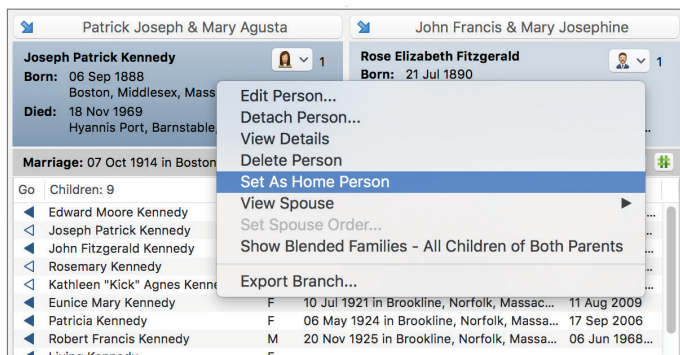 Patrick Joseph & Mary Agusta
John Francis & Mary Josephine
Joseph Patrick Kennedy
1
Born: 06 Sep 1888
Boston, Middlesex, Mass
Died: 18 Nov 1969
Hyannis Port, Barnstable,
Rose Elizabeth Fitzgerald
1
Born: 21 Jul 1890
Marriage: 07 Oct 1914 in Boston
Edit Person...
Detach Person...
View Details
Delete Person
Set As Home Person
View Spouse
Set Spouse Order...
Show Blended Families - All Children of Both Parents
Export Branch...
Go Children: 9
Edward Moore Kennedy
Joseph Patrick Kennedy
John Fitzgerald Kennedy
Rosemary Kennedy
Kathleen "Kick" Agnes Kenne
Eunice Mary Kennedy F 10 Jul 1921 in Brookline, Norfolk, Massac... 11 Aug 2009
Patricia Kennedy F 06 May 1924 in Brookline, Norfolk, Massa... 17 Sep 2006
Robert Francis Kennedy M 20 Nov 1925 in Brookline, Norfolk, Massa... 06 Jun 1968...